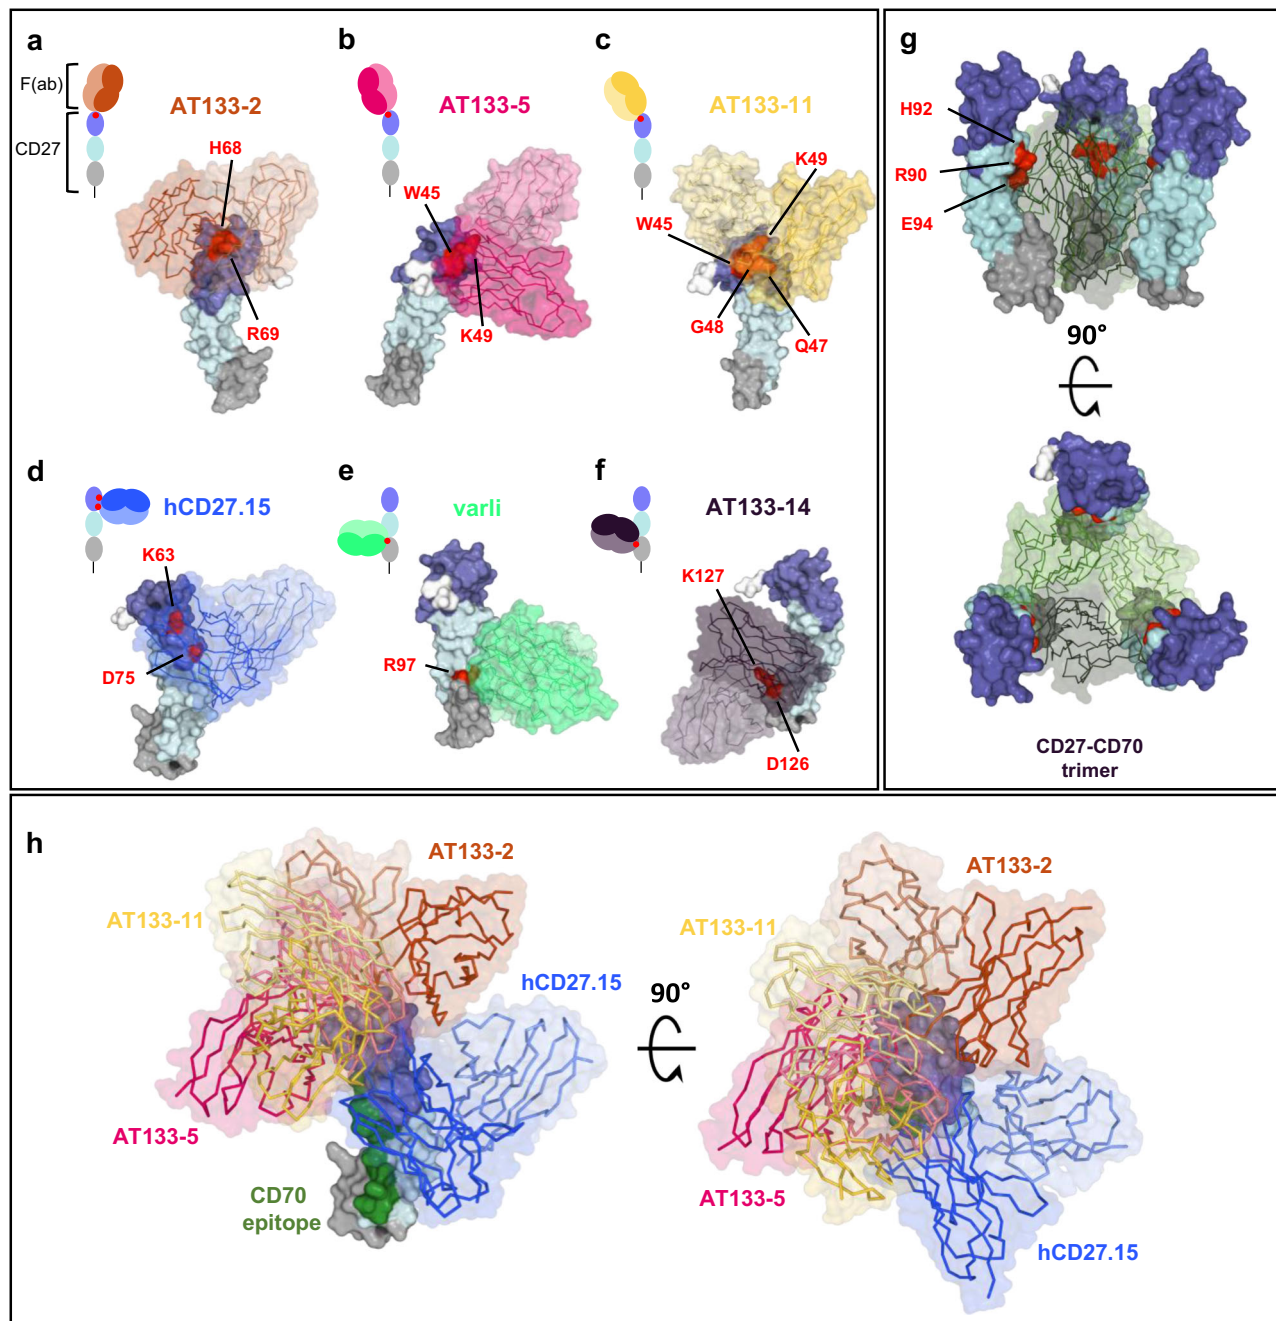 a
F(ab)
CD27
AT133-2
H68
R69
b
AT133-5
W45
K49
c
AT133-11
K49
W45
G48
Q47
d
hCD27.15
K63
D75
e
varli
R97
f
AT133-14
K127
D126
g
H92
R90
E94
90°
CD27-CD70
trimer
h
AT133-2
AT133-11
hCD27.15
AT133-5
CD70
epitope
90°
AT133-2
AT133-11
AT133-5
hCD27.15